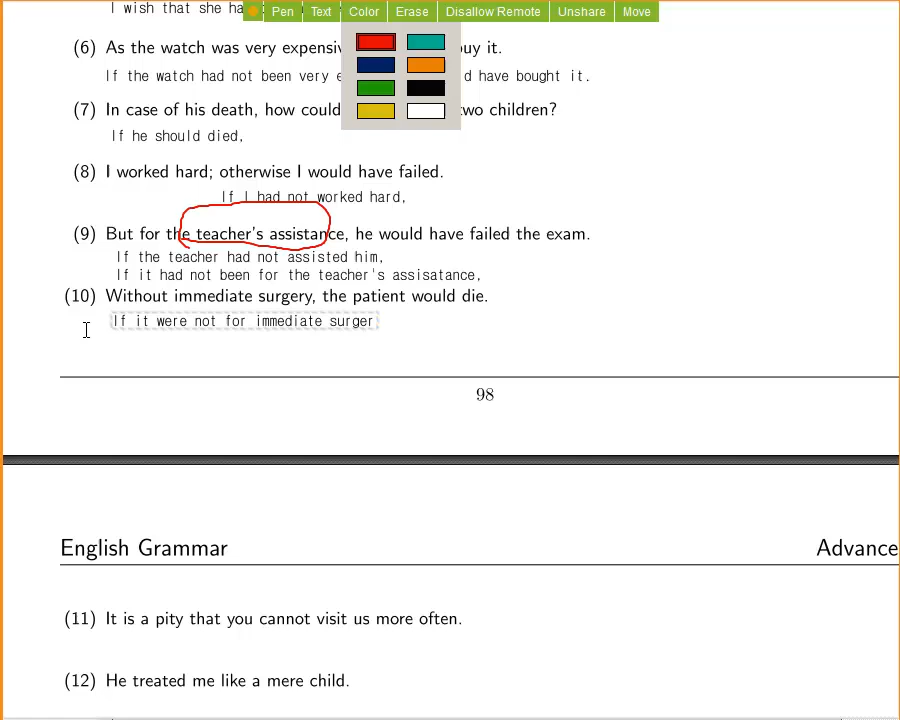 I wish that she ha
Pen Text Color Erase Disallow Remote Unshare Move
(6) As the watch was very expensiv uy it.
If the watch had not been very e d have bought it.
(7) In case of his death, how could two children?
If he should died,
(8) I worked hard; otherwise I would have failed.
If I had not worked hard,
(9) But for the teacher's assistance, he would have failed the exam.
If the teacher had not assisted him,
If it had not been for the teacher's assisatance,
(10) Without immediate surgery, the patient would die.
If it were not for immediate surger
98
English Grammar Advance
(11) It is a pity that you cannot visit us more often.
(12) He treated me like a mere child.